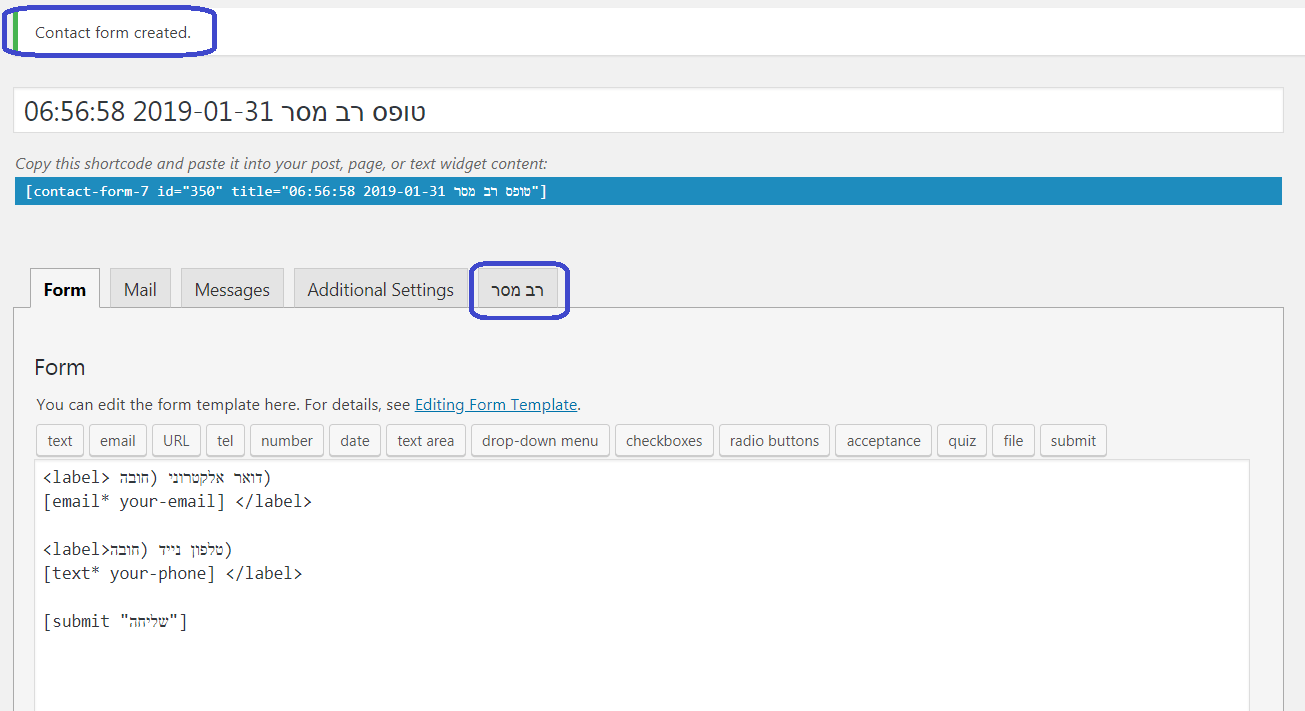 Contact form created.
טופס רב מסר 2019-01-31 06:56:58
Copy this shortcode and paste it into your post, page, or text widget content:
[contact-form-7 id="350" title="טופס רב מסר 2019-01-31 06:56:58"]
Form Mail Messages Additional Settings רב מסר
Form
You can edit the form template here. For details, see Editing Form Template.
text email URL tel number date text area drop-down menu checkboxes radio buttons acceptance quiz file submit
<label> דואר אלקטרוני (חובה)
[email* your-email] </label>
<label>טלפון נייד (חובה)
[text* your-phone] </label>
[submit "שליחה"]